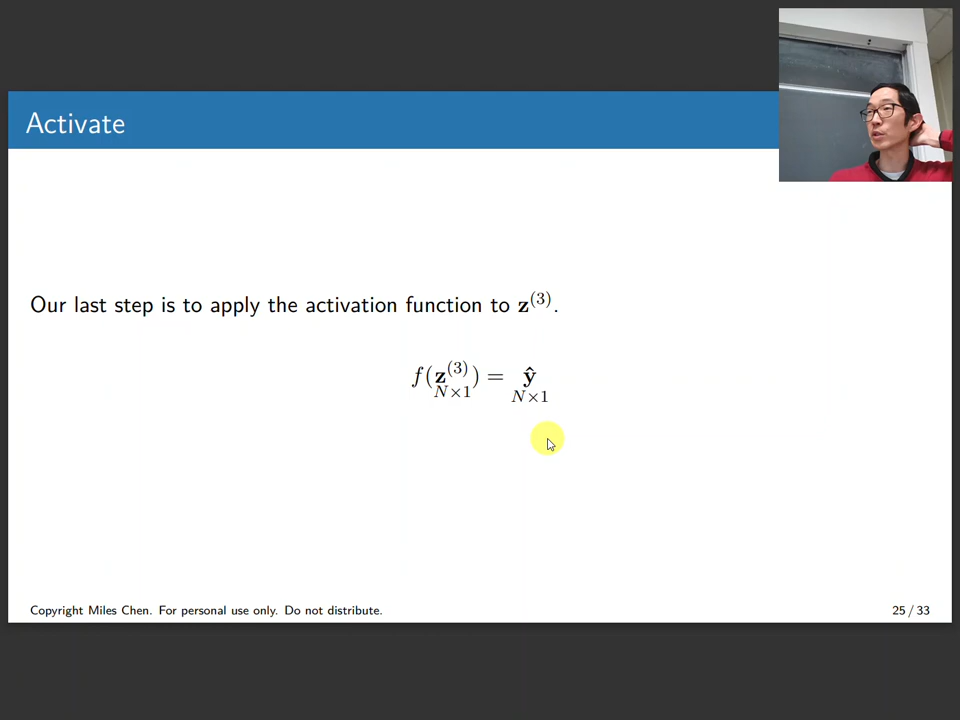 Activate
Our last step is to apply the activation function to z⁽³⁾.
f(z⁽³⁾) = ŷ
N×1 N×1
Copyright Miles Chen. For personal use only. Do not distribute.
25 / 33